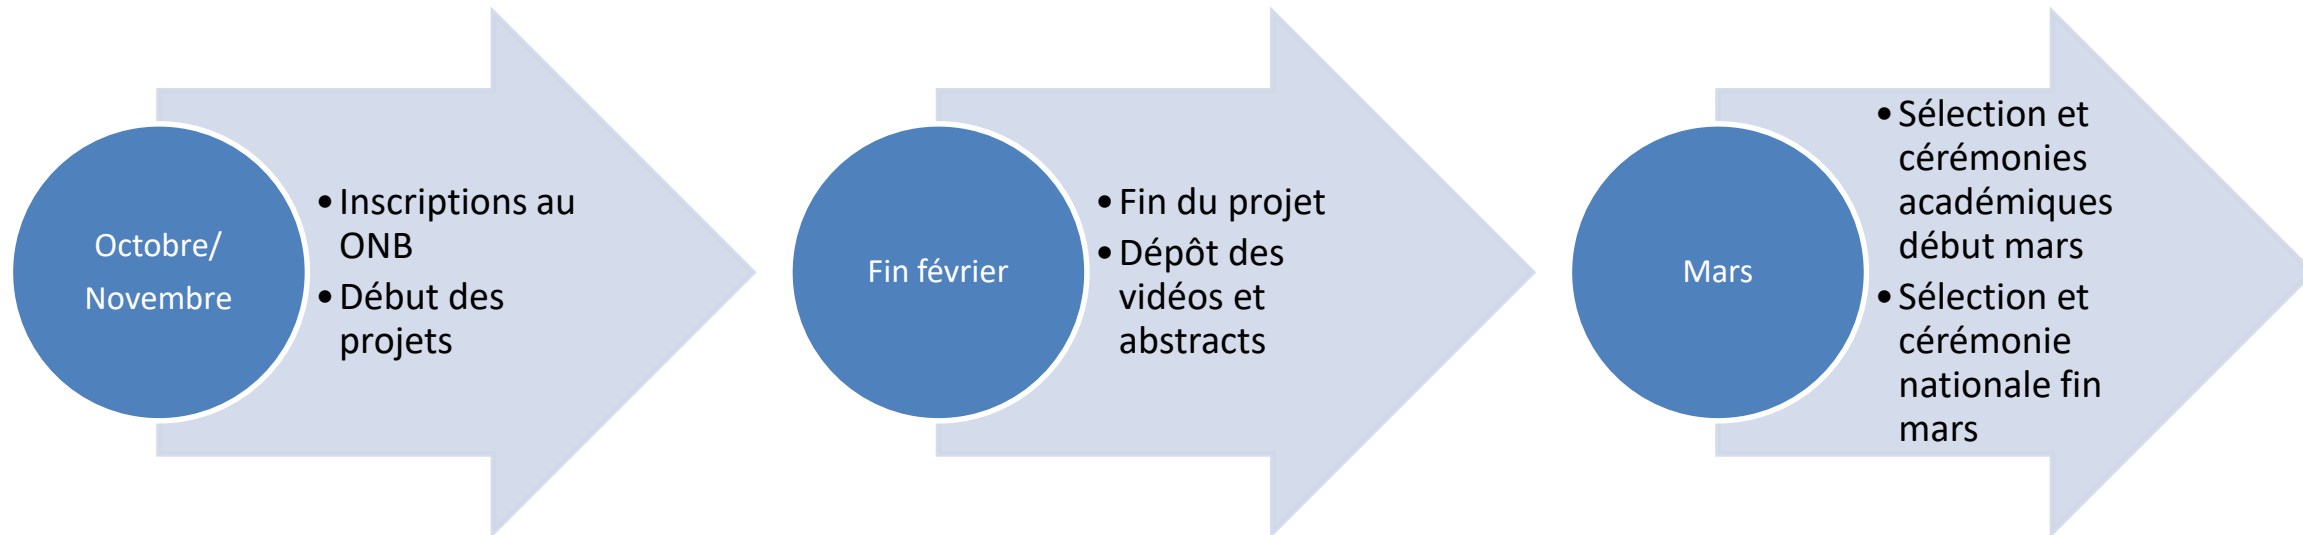 Octobre/
Novembre
•Inscriptions au
ONB
•Début des
projets
Fin février
•Fin du projet
•Dépôt des
vidéos et
abstracts
Mars
•Sélection et
cérémonies
académiques
début mars
•Sélection et
cérémonie
nationale fin
mars